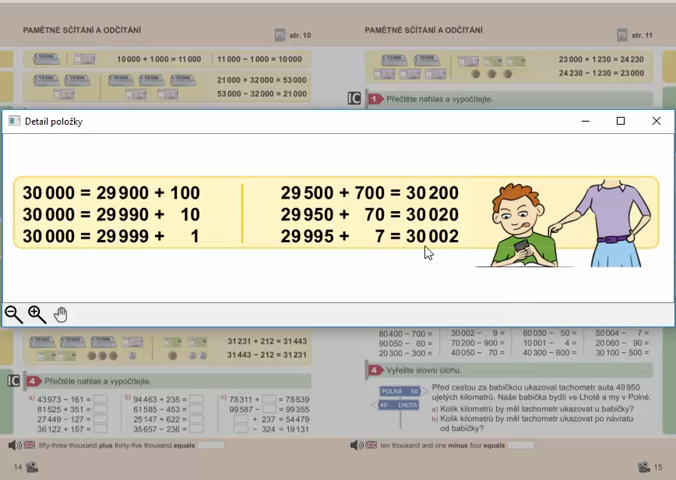 PAMĚTNÉ SČÍTÁNÍ A ODČÍTÁNÍ
PS str. 10
10 000 + 1 000 = 11 000 11 000 − 1 000 = 10 000
21 000 + 32 000 = 53 000
53 000 − 32 000 = 21 000
PAMĚTNÉ SČÍTÁNÍ A ODČÍTÁNÍ
PS str. 11
23 000 + 1 230 = 24 230
24 230 − 1 230 = 23 000
1 Přečtěte nahlas a vypočítejte.
Detail položky
30 000 = 29 900 + 100
30 000 = 29 990 + 10
30 000 = 29 999 + 1
29 500 + 700 = 30 200
29 950 + 70 = 30 020
29 995 + 7 = 30 002
31 231 + 212 = 31 443
31 443 − 212 = 31 231
4 Přečtěte nahlas a vypočítejte.
a) 43 973 − 161 =
81 525 + 351 =
27 449 − 127 =
36 122 + 157 =
b) 94 463 + 235 =
61 585 − 453 =
25 147 + 622 =
35 657 − 236 =
c) 78 311 + = 78 539
99 587 − = 99 355
+ 237 = 54 479
− 324 = 19 131
fifty-three thousand plus thirty-five thousand equals
14
80 400 − 700 = 30 002 − 9 = 60 030 − 50 = 50 004 − 7 =
90 050 − 60 = 70 200 − 900 = 10 001 − 4 = 20 060 − 90 =
20 300 − 300 = 40 050 − 70 = 40 300 − 600 = 30 100 − 500 =
4 Vyřešte slovní úlohu.
POLNÁ 50
40 LHOTA
Před cestou za babičkou ukazoval tachometr auta 49 950
ujetých kilometrů. Naše babička bydlí ve Lhotě a my v Polné.
a) Kolik kilometrů by měl tachometr ukazovat u babičky?
b) Kolik kilometrů by měl tachometr ukazovat po návratu
od babičky?
ten thousand and one minus four equals
15